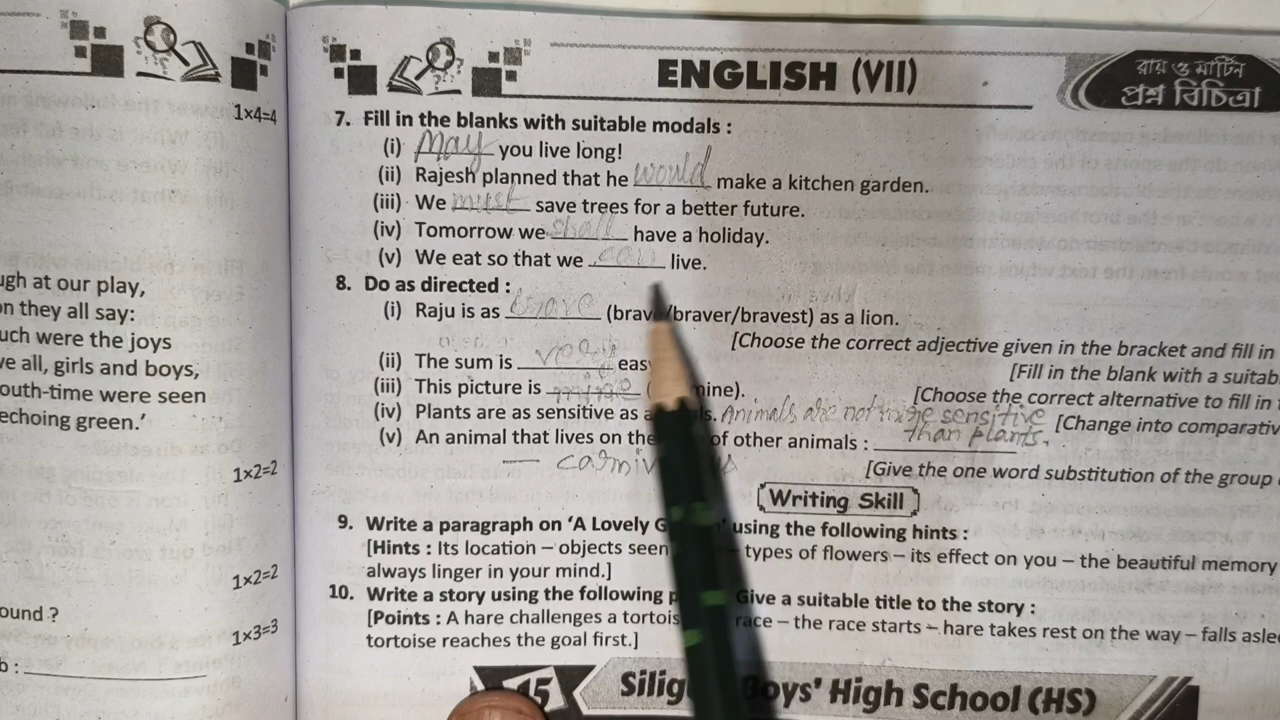 ENGLISH (VII)
রায় ও মার্টিন
প্রশ্ন বিচিত্রা
1×4=4
7. Fill in the blanks with suitable modals :
(i) May you live long!
(ii) Rajesh planned that he would make a kitchen garden.
(iii) We must save trees for a better future.
(iv) Tomorrow we shall have a holiday.
(v) We eat so that we can live.
ugh at our play,
on they all say:
uch were the joys
ve all, girls and boys,
outh-time were seen
echoing green.’
8. Do as directed :
(i) Raju is as brave (brav /braver/bravest) as a lion.
[Choose the correct adjective given in the bracket and fill in
(ii) The sum is very eas
[Fill in the blank with a suitab
(iii) This picture is mine ( mine).
[Choose the correct alternative to fill in
(iv) Plants are as sensitive as a ls. Animals are not more sensitive than plants.
[Change into comparativ
(v) An animal that lives on the of other animals :
[Give the one word substitution of the group
1×2=2
Writing Skill
9. Write a paragraph on ‘A Lovely G ’ using the following hints :
[Hints : Its location – objects seen – types of flowers – its effect on you – the beautiful memory
always linger in your mind.]
1×2=2
10. Write a story using the following p Give a suitable title to the story :
[Points : A hare challenges a tortois race – the race starts – hare takes rest on the way – falls aslee
tortoise reaches the goal first.]
ound ?
1×3=3
b :
15 Silig Boys’ High School (HS)